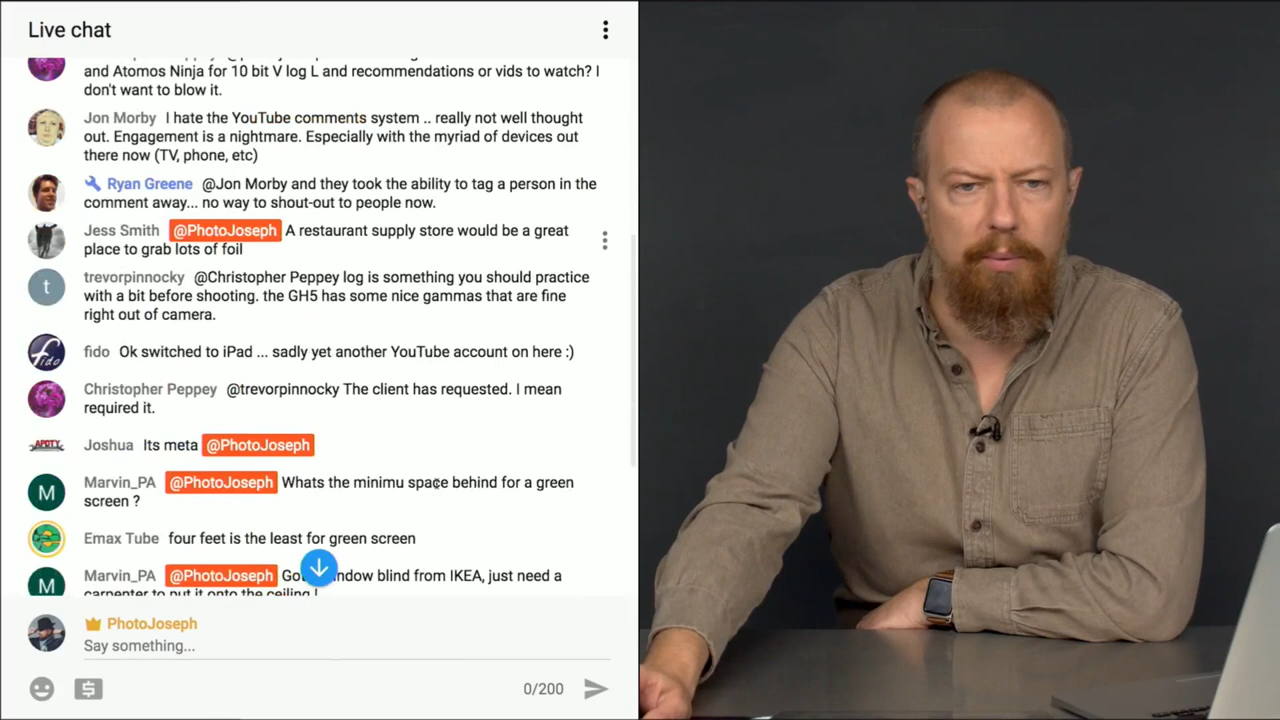 Live chat
and Atomos Ninja for 10 bit V log L and recommendations or vids to watch? I
don't want to blow it.
Jon Morby I hate the YouTube comments system .. really not well thought
out. Engagement is a nightmare. Especially with the myriad of devices out
there now (TV, phone, etc)
Ryan Greene @Jon Morby and they took the ability to tag a person in the
comment away... no way to shout-out to people now.
Jess Smith @PhotoJoseph A restaurant supply store would be a great
place to grab lots of foil
t
trevorpinnocky @Christopher Peppey log is something you should practice
with a bit before shooting. the GH5 has some nice gammas that are fine
right out of camera.
fido Ok switched to iPad ... sadly yet another YouTube account on here :)
Christopher Peppey @trevorpinnocky The client has requested. I mean
required it.
Joshua Its meta @PhotoJoseph
M
Marvin_PA @PhotoJoseph Whats the minimu space behind for a green
screen ?
Emax Tube four feet is the least for green screen
M
Marvin_PA @PhotoJoseph blind from IKEA, just need a
carpenter to put it onto the ceiling !
PhotoJoseph
Say something...
0/200